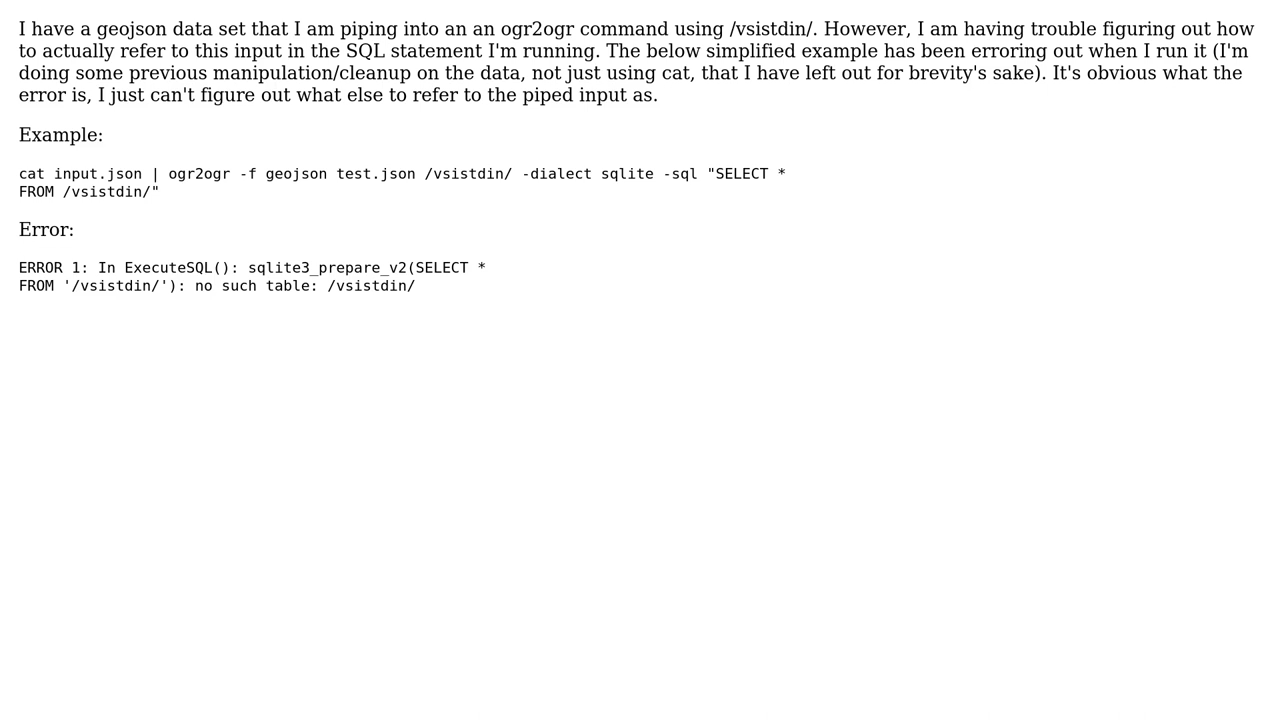 I have a geojson data set that I am piping into an an ogr2ogr command using /vsistdin/. However, I am having trouble figuring out how
to actually refer to this input in the SQL statement I'm running. The below simplified example has been erroring out when I run it (I'm
doing some previous manipulation/cleanup on the data, not just using cat, that I have left out for brevity's sake). It's obvious what the
error is, I just can't figure out what else to refer to the piped input as.
Example:
cat input.json | ogr2ogr -f geojson test.json /vsistdin/ -dialect sqlite -sql "SELECT *
FROM /vsistdin/"
Error:
ERROR 1: In ExecuteSQL(): sqlite3_prepare_v2(SELECT *
FROM '/vsistdin/'): no such table: /vsistdin/